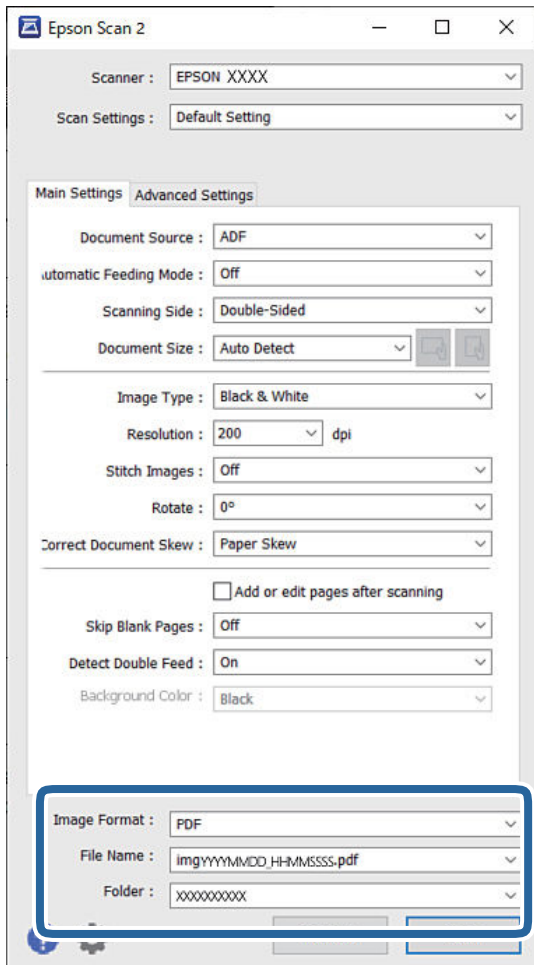 Epson Scan 2
Scanner : EPSON XXXX
Scan Settings : Default Setting
Main Settings Advanced Settings
Document Source : ADF
utomatic Feeding Mode : Off
Scanning Side : Double-Sided
Document Size : Auto Detect
Image Type : Black & White
Resolution : 200 dpi
Stitch Images : Off
Rotate : 0°
Correct Document Skew : Paper Skew
Add or edit pages after scanning
Skip Blank Pages : Off
Detect Double Feed : On
Background Color : Black
Image Format : PDF
File Name : imgYYYYMMDD_HHMMSSSS.pdf
Folder : XXXXXXXXXX